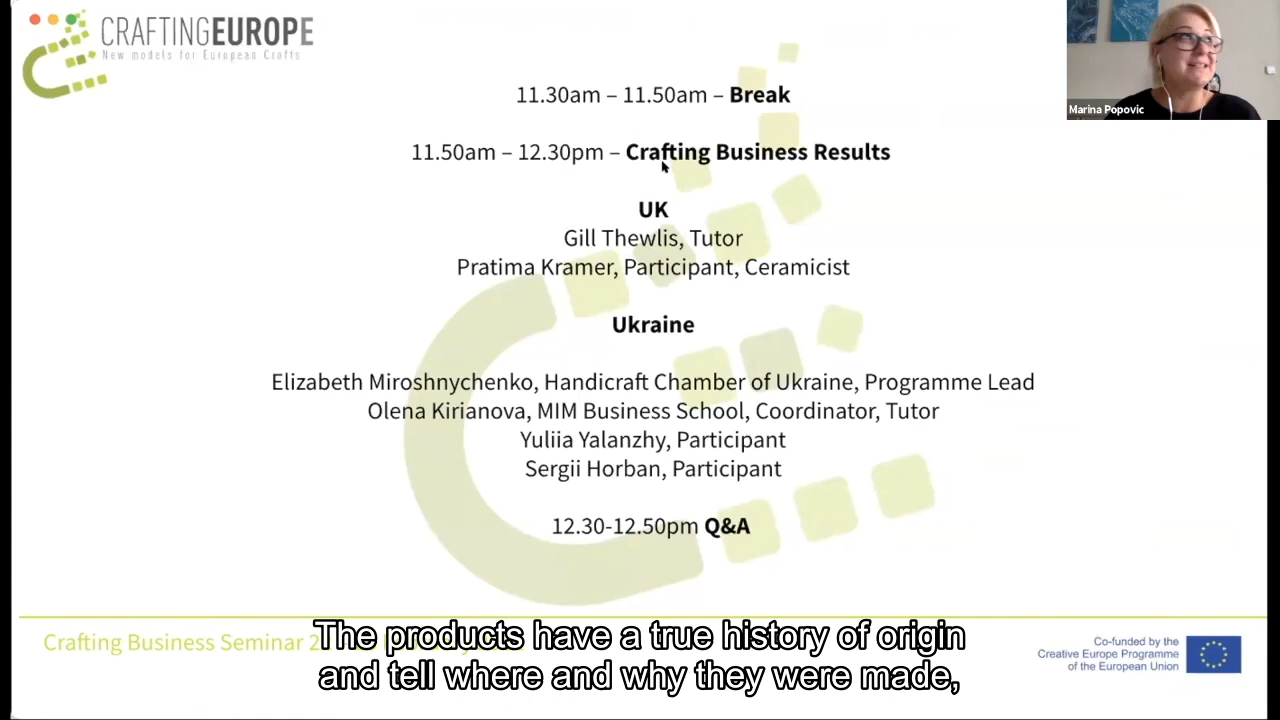 CRAFTINGEUROPE
New models for European Crafts
Marina Popovic
11.30am – 11.50am – Break
11.50am – 12.30pm – Crafting Business Results
UK
Gill Thewlis, Tutor
Pratima Kramer, Participant, Ceramicist
Ukraine
Elizabeth Miroshnychenko, Handicraft Chamber of Ukraine, Programme Lead
Olena Kirianova, MIM Business School, Coordinator, Tutor
Yuliia Yalanzhy, Participant
Sergii Horban, Participant
12.30-12.50pm Q&A
Crafting Business Seminar
The products have a true history of origin
and tell where and why they were made,
Co-funded by the
Creative Europe Programme
of the European Union